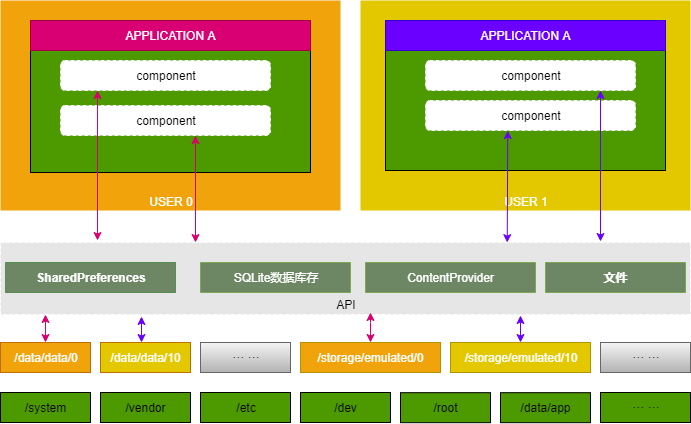 APPLICATION A
component
component
USER 0
APPLICATION A
component
component
USER 1
SharedPreferences
SQLite数据库存
ContentProvider
文件
API
/data/data/0
/data/data/10
··· ···
/storage/emulated/0
/storage/emulated/10
··· ···
/system
/vendor
/etc
/dev
/root
/data/app
··· ···